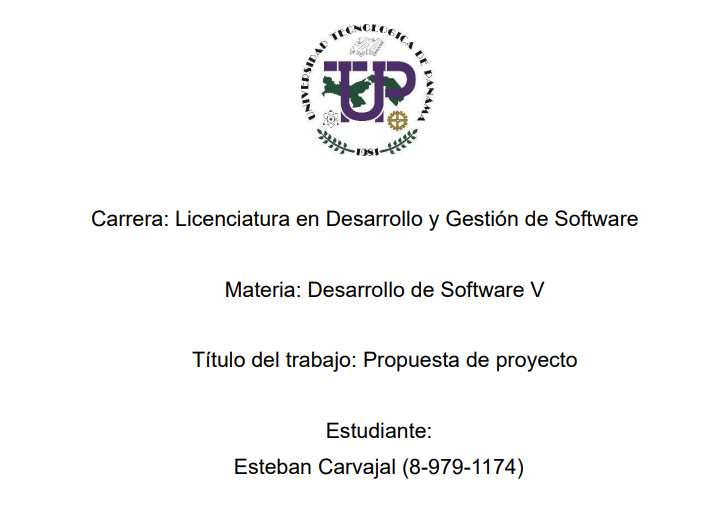 UNIVERSIDAD TECNOLOGICA DE PANAMA
UTP
1981
Carrera: Licenciatura en Desarrollo y Gestión de Software
Materia: Desarrollo de Software V
Título del trabajo: Propuesta de proyecto
Estudiante:
Esteban Carvajal (8-979-1174)